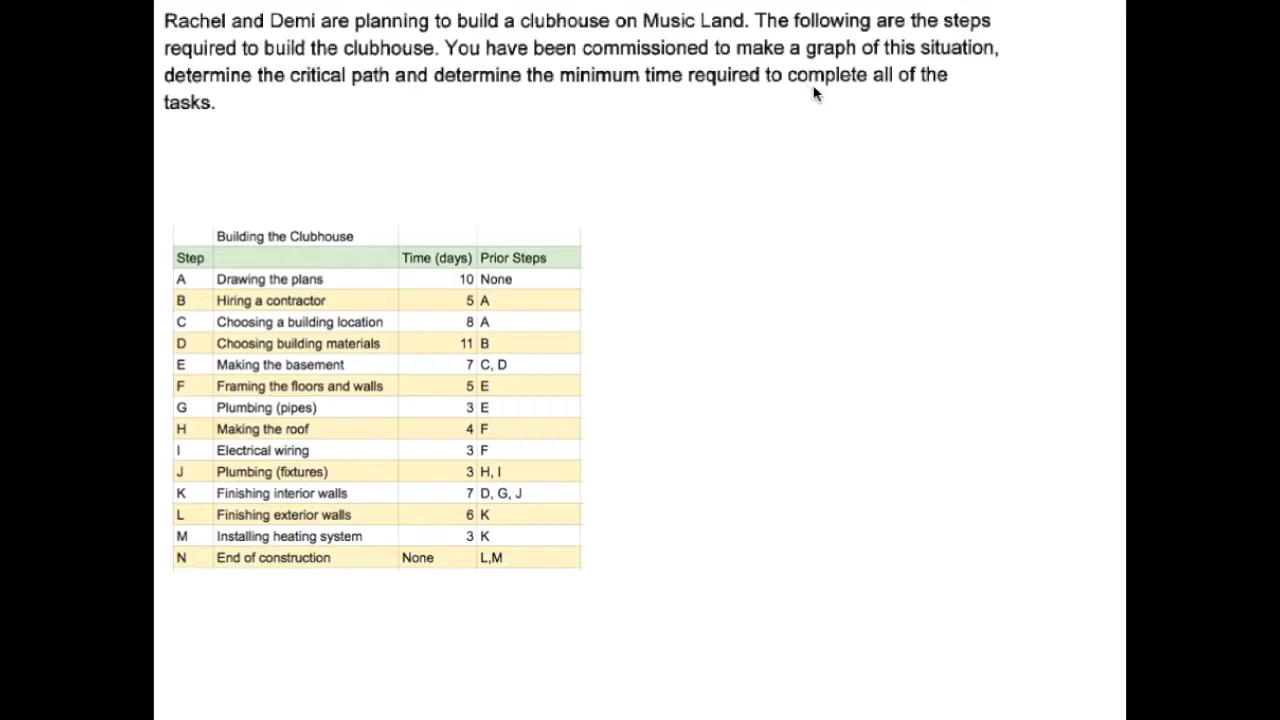 Rachel and Demi are planning to build a clubhouse on Music Land. The following are the steps
required to build the clubhouse. You have been commissioned to make a graph of this situation,
determine the critical path and determine the minimum time required to complete all of the
tasks.
Building the Clubhouse
Step Time (days) Prior Steps
A Drawing the plans 10 None
B Hiring a contractor 5 A
C Choosing a building location 8 A
D Choosing building materials 11 B
E Making the basement 7 C, D
F Framing the floors and walls 5 E
G Plumbing (pipes) 3 E
H Making the roof 4 F
I Electrical wiring 3 F
J Plumbing (fixtures) 3 H, I
K Finishing interior walls 7 D, G, J
L Finishing exterior walls 6 K
M Installing heating system 3 K
N End of construction None L,M